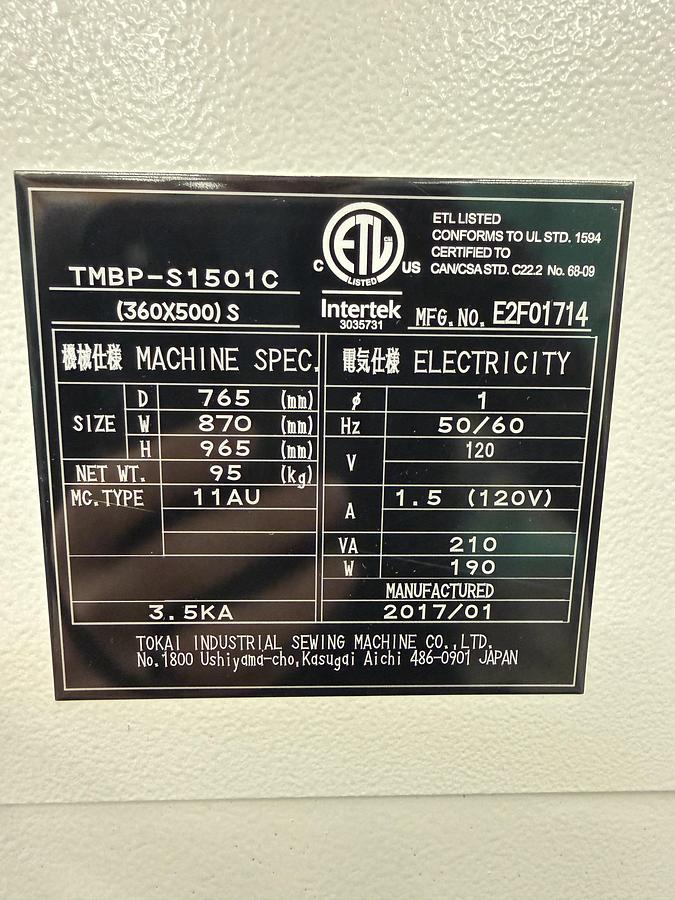 TMBP-S1501C
(360X500) S
C ETL CM US
LISTED
Intertek
3035731
ETL LISTED
CONFORMS TO UL STD. 1594
CERTIFIED TO
CAN/CSA STD. C22.2 No. 68-09
MFG.NO. E2F01714
機械仕様 MACHINE SPEC.
SIZE D 765 (mm)
W 870 (mm)
H 965 (mm)
NET WT. 95 (kg)
MC.TYPE 11AU
3.5KA
電気仕様 ELECTRICITY
φ 1
Hz 50/60
V 120
A 1.5 (120V)
VA 210
W 190
MANUFACTURED
2017/01
TOKAI INDUSTRIAL SEWING MACHINE CO.,LTD.
No.1800 Ushiyama-cho,Kasugai Aichi 486-0901 JAPAN